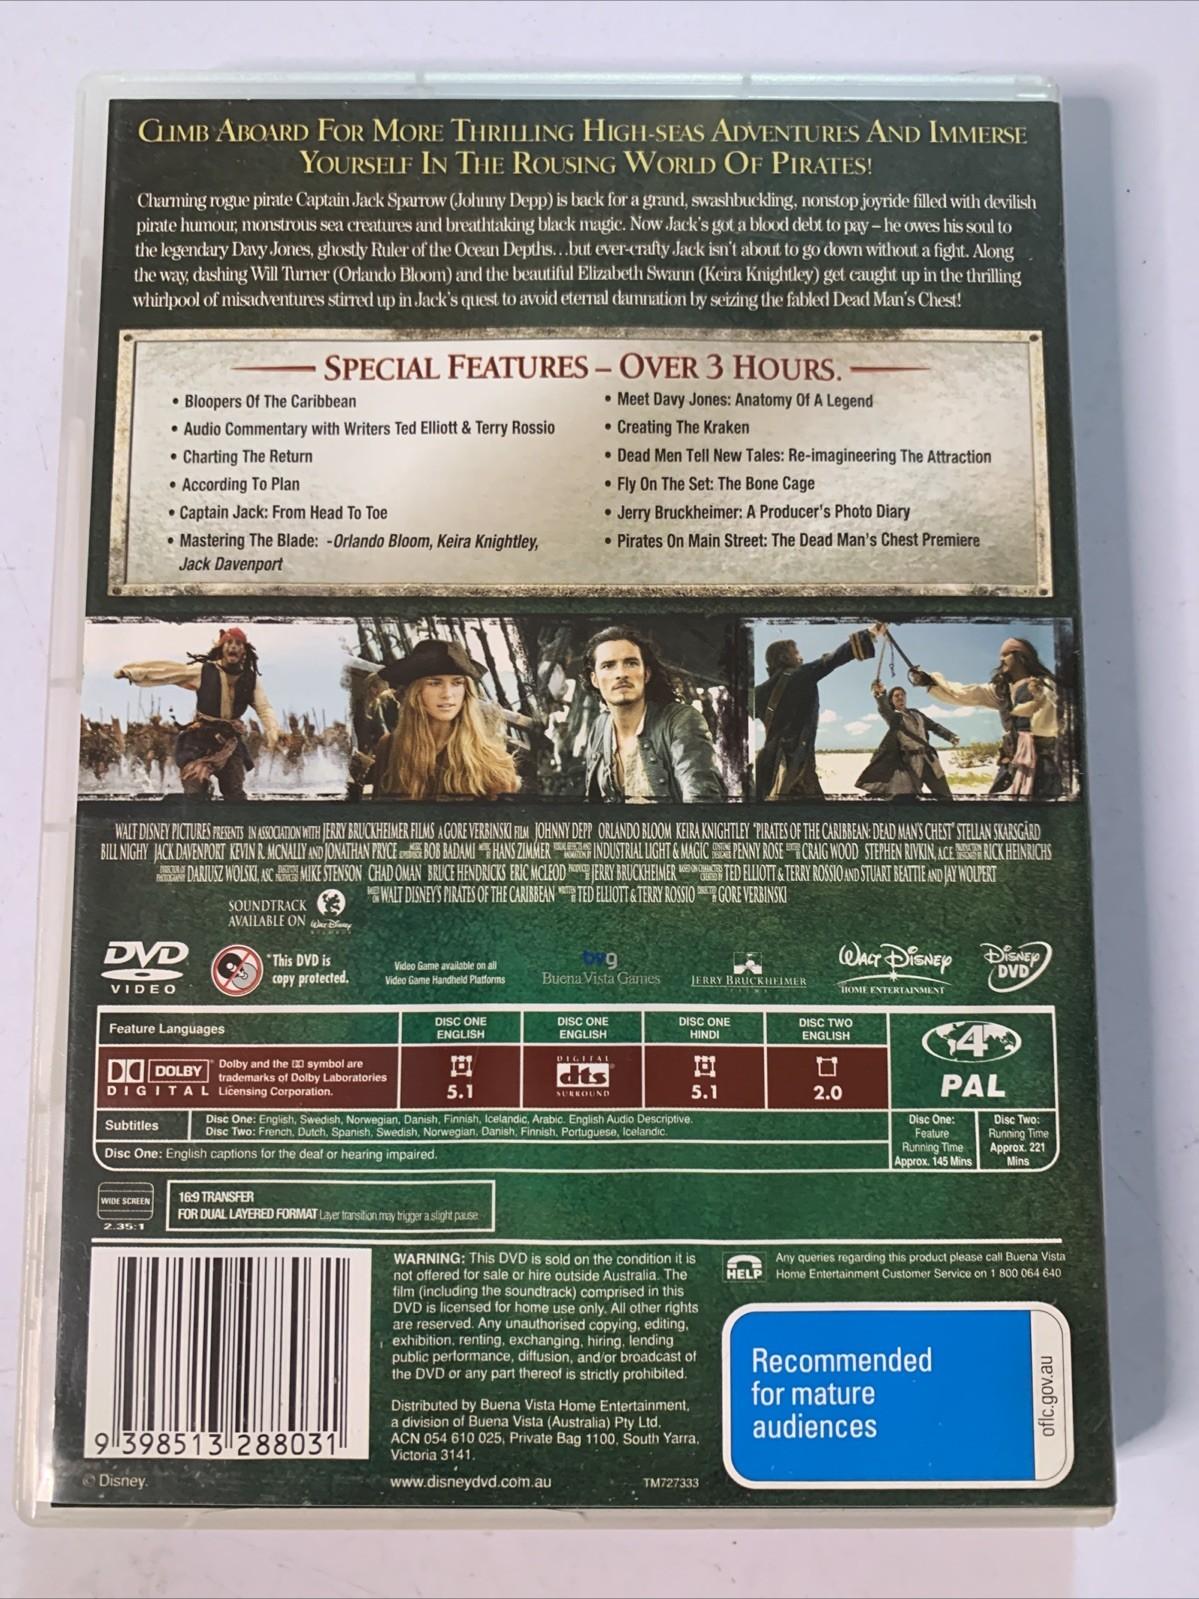 CLIMB ABOARD FOR MORE THRILLING HIGH-SEAS ADVENTURES AND IMMERSE
YOURSELF IN THE ROUSING WORLD OF PIRATES!
Charming rogue pirate Captain Jack Sparrow (Johnny Depp) is back for a grand, swashbuckling, nonstop joyride filled with devilish
pirate humour, monstrous sea creatures and breathtaking black magic. Now Jack's got a blood debt to pay – he owes his soul to
the legendary Davy Jones, ghostly Ruler of the Ocean Depths...but ever-crafty Jack isn't about to go down without a fight. Along
the way, dashing Will Turner (Orlando Bloom) and the beautiful Elizabeth Swann (Keira Knightley) get caught up in the thrilling
whirlpool of misadventures stirred up in Jack's quest to avoid eternal damnation by seizing the fabled Dead Man's Chest!
SPECIAL FEATURES – OVER 3 HOURS.
• Bloopers Of The Caribbean
• Audio Commentary with Writers Ted Elliott & Terry Rossio
• Charting The Return
• According To Plan
• Captain Jack: From Head To Toe
• Mastering The Blade: -Orlando Bloom, Keira Knightley,
Jack Davenport
• Meet Davy Jones: Anatomy Of A Legend
• Creating The Kraken
• Dead Men Tell New Tales: Re-imagineering The Attraction
• Fly On The Set: The Bone Cage
• Jerry Bruckheimer: A Producer's Photo Diary
• Pirates On Main Street: The Dead Man's Chest Premiere
WALT DISNEY PICTURES PRESENTS IN ASSOCIATION WITH JERRY BRUCKHEIMER FILMS A GORE VERBINSKI FILM JOHNNY DEPP ORLANDO BLOOM KEIRA KNIGHTLEY "PIRATES OF THE CARIBBEAN: DEAD MAN'S CHEST" STELLAN SKARSGÅRD
BILL NIGHY JACK DAVENPORT KEVIN R. MCNALLY AND JONATHAN PRYCE BOB BADAMI HANS ZIMMER INDUSTRIAL LIGHT & MAGIC PENNY ROSE CRAIG WOOD STEPHEN RIVKIN, A.C.E. RICK HEINRICHS
DARIUSZ WOLSKI, ASC MIKE STENSON CHAD OMAN BRUCE HENDRICKS ERIC MCLEOD JERRY BRUCKHEIMER TED ELLIOTT & TERRY ROSSIO AND STUART BEATTIE AND JAY WOLPERT
WALT DISNEY'S PIRATES OF THE CARIBBEAN TED ELLIOTT & TERRY ROSSIO GORE VERBINSKI
SOUNDTRACK
AVAILABLE ON Walt Disney
RECORDS
DVD
VIDEO
*This DVD is
copy protected.
Video Game available on all
Video Game Handheld Platforms
bvg
Buena Vista Games
JERRY BRUCKHEIMER
FILMS
WALT DISNEY
HOME ENTERTAINMENT
Disney
DVD
Feature Languages
DISC ONE
ENGLISH
DISC ONE
ENGLISH
DISC ONE
HINDI
DISC TWO
ENGLISH
DOLBY
DIGITAL
Dolby and the symbol are
trademarks of Dolby Laboratories
Licensing Corporation.
5.1
DIGITAL
dts
SURROUND
5.1
2.0
4
PAL
Subtitles
Disc One: English, Swedish, Norwegian, Danish, Finnish, Icelandic, Arabic. English Audio Descriptive.
Disc Two: French, Dutch, Spanish, Swedish, Norwegian, Danish, Finnish, Portuguese, Icelandic.
Disc One: English captions for the deaf or hearing impaired.
Disc One:
Feature
Running Time
Approx. 145 Mins
Disc Two:
Running Time
Approx. 221
Mins
WIDE SCREEN
2.35:1
16:9 TRANSFER
FOR DUAL LAYERED FORMAT Layer transition may trigger a slight pause.
WARNING: This DVD is sold on the condition it is
not offered for sale or hire outside Australia. The
film (including the soundtrack) comprised in this
DVD is licensed for home use only. All other rights
are reserved. Any unauthorised copying, editing,
exhibition, renting, exchanging, hiring, lending
public performance, diffusion, and/or broadcast of
the DVD or any part thereof is strictly prohibited.
Distributed by Buena Vista Home Entertainment,
a division of Buena Vista (Australia) Pty Ltd,
ACN 054 610 025, Private Bag 1100, South Yarra,
Victoria 3141.
www.disneydvd.com.au
TM727333
HELP
Any queries regarding this product please call Buena Vista
Home Entertainment Customer Service on 1 800 064 640
Recommended
for mature
audiences
oflc.gov.au
9 398513 288031
© Disney.